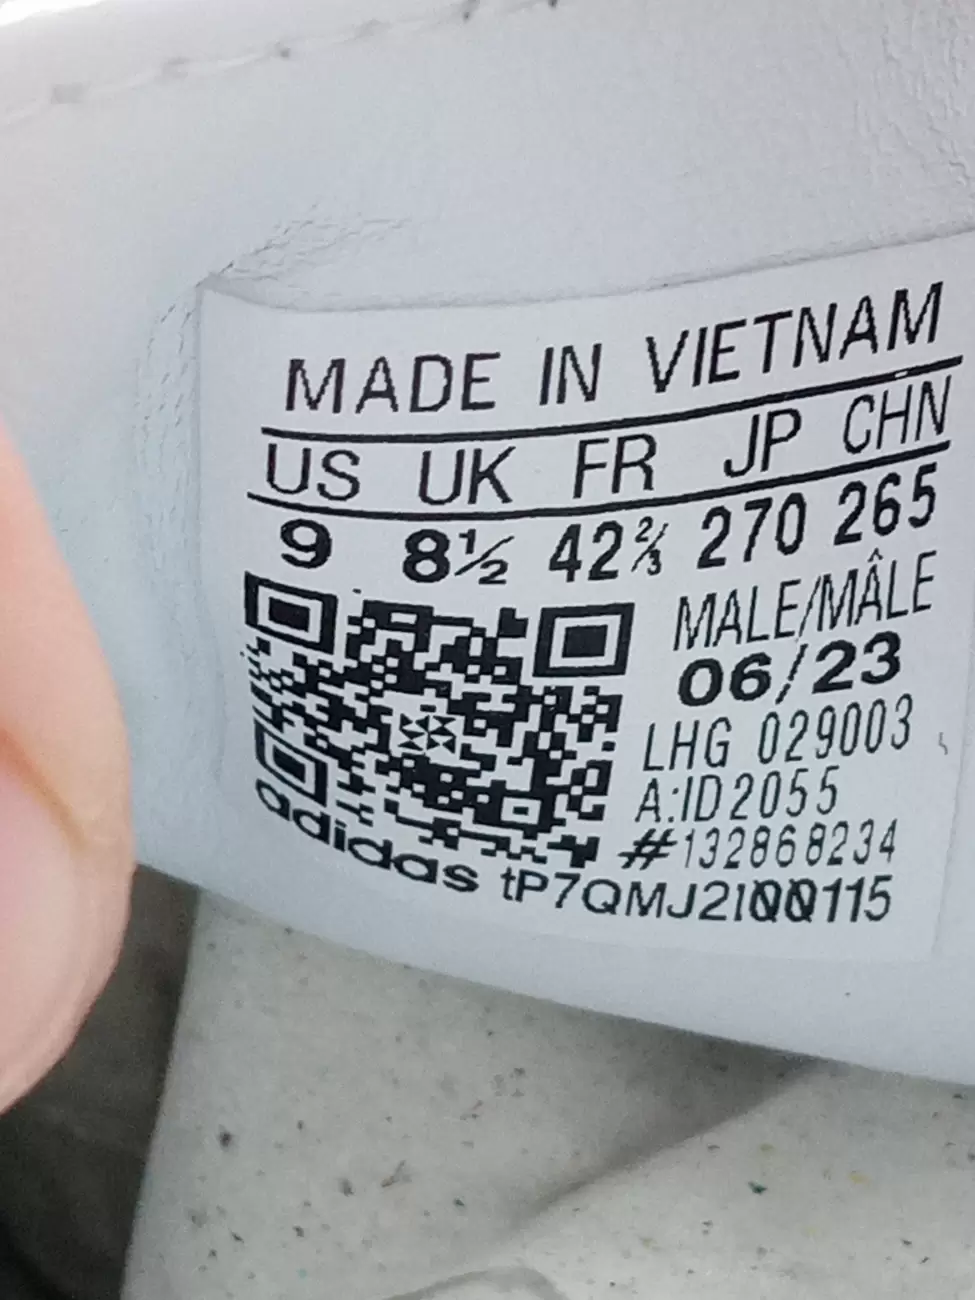 MADE IN VIETNAM
US UK FR JP CHN
9 8½ 42⅔ 270 265
MALE/MÂLE
06/23
LHG 029003
A:ID2055
#132868234
adidas tP7QMJ2I00115